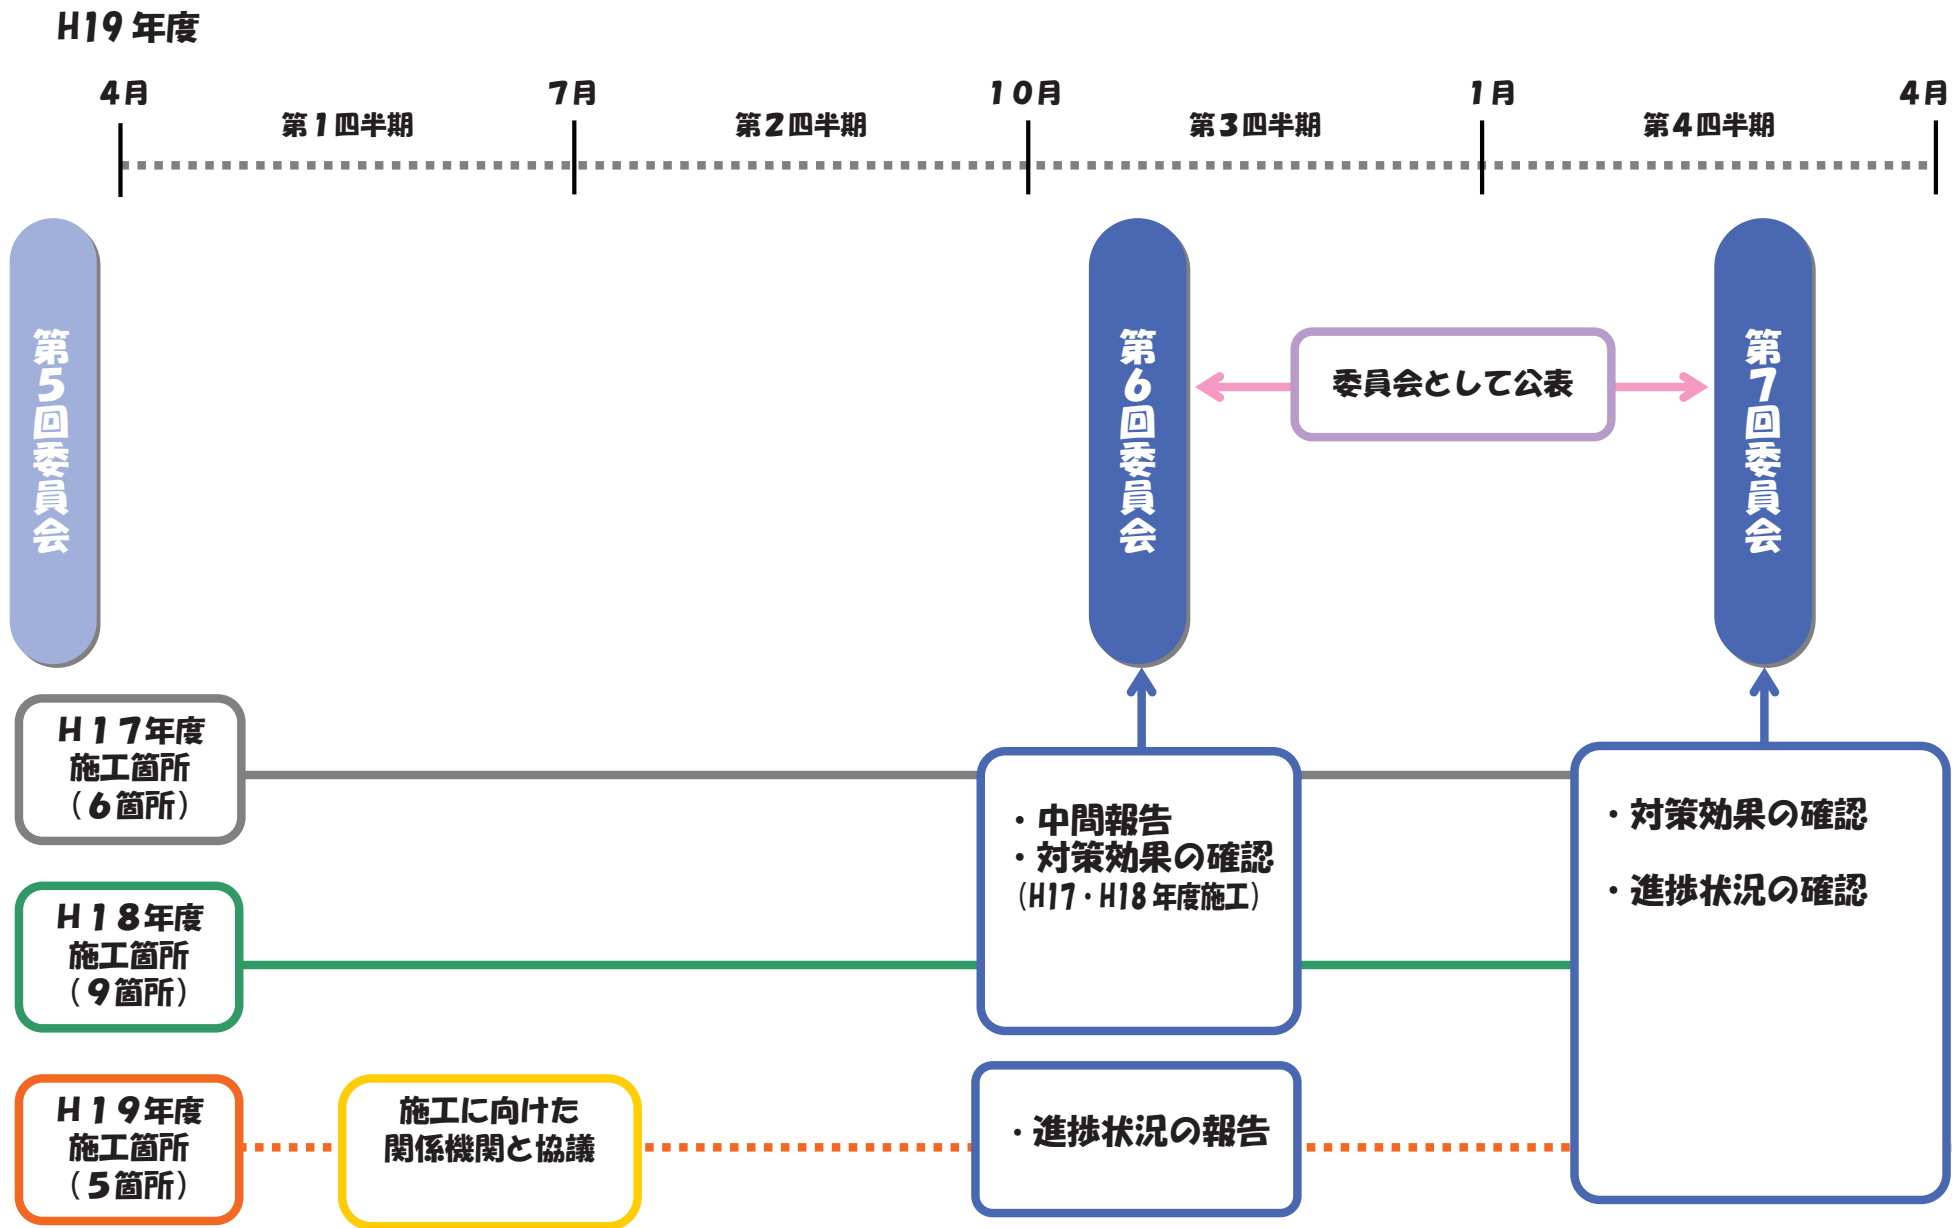 H19年度
4月
7月
10月
1月
4月
第1四半期
第2四半期
第3四半期
第4四半期
第5回委員会
第6回委員会
委員会として公表
第7回委員会
H17年度
施工箇所
(6箇所)
・中間報告
・対策効果の確認
(H17・H18年度施工)
・対策効果の確認
・進捗状況の確認
H18年度
施工箇所
(9箇所)
H19年度
施工箇所
(5箇所)
施工に向けた
関係機関と協議
・進捗状況の報告